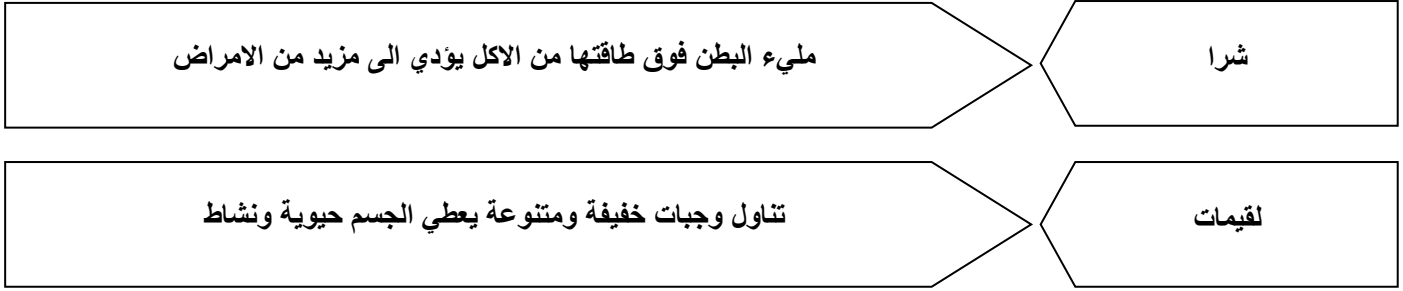 شرا
مليء البطن فوق طاقتها من الاكل يؤدي الى مزيد من الامراض
لقيمات
تناول وجبات خفيفة ومتنوعة يعطي الجسم حيوية ونشاط